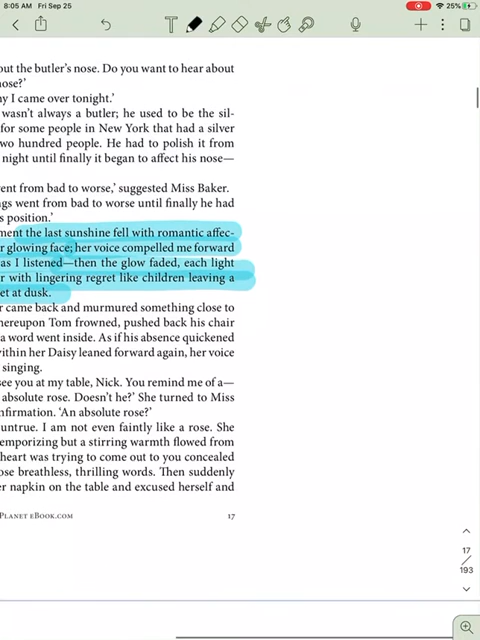 8:05 AM Fri Sep 25
25%
out the butler's nose. Do you want to hear about
nose?'
y I came over tonight.'
wasn't always a butler; he used to be the sil-
for some people in New York that had a silver
wo hundred people. He had to polish it from
night until finally it began to affect his nose—
ent from bad to worse,' suggested Miss Baker.
ngs went from bad to worse until finally he had
s position.'
ment the last sunshine fell with romantic affec-
r glowing face; her voice compelled me forward
as I listened—then the glow faded, each light
r with lingering regret like children leaving a
et at dusk.
r came back and murmured something close to
hereupon Tom frowned, pushed back his chair
a word went inside. As if his absence quickened
ithin her Daisy leaned forward again, her voice
singing.
see you at my table, Nick. You remind me of a—
absolute rose. Doesn't he?' She turned to Miss
nfirmation. 'An absolute rose?'
untrue. I am not even faintly like a rose. She
emporizing but a stirring warmth flowed from
heart was trying to come out to you concealed
ose breathless, thrilling words. Then suddenly
er napkin on the table and excused herself and
Planet eBook.com
17
17
193